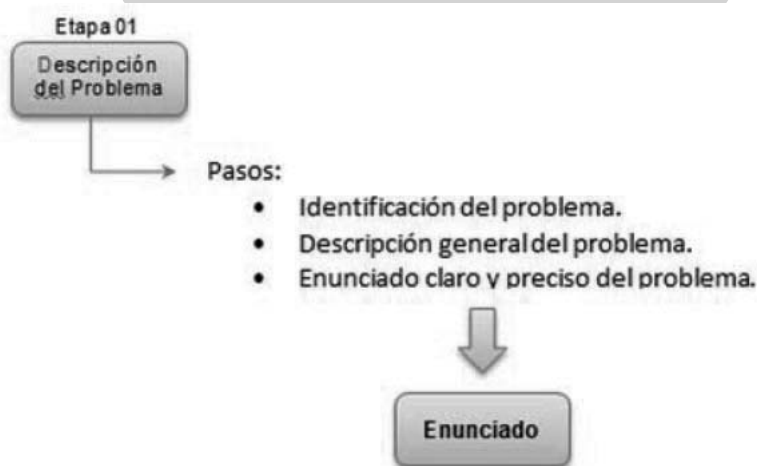 Etapa 01
Descripción
del Problema
Pasos:
• Identificación del problema.
• Descripción general del problema.
• Enunciado claro y preciso del problema.
Enunciado